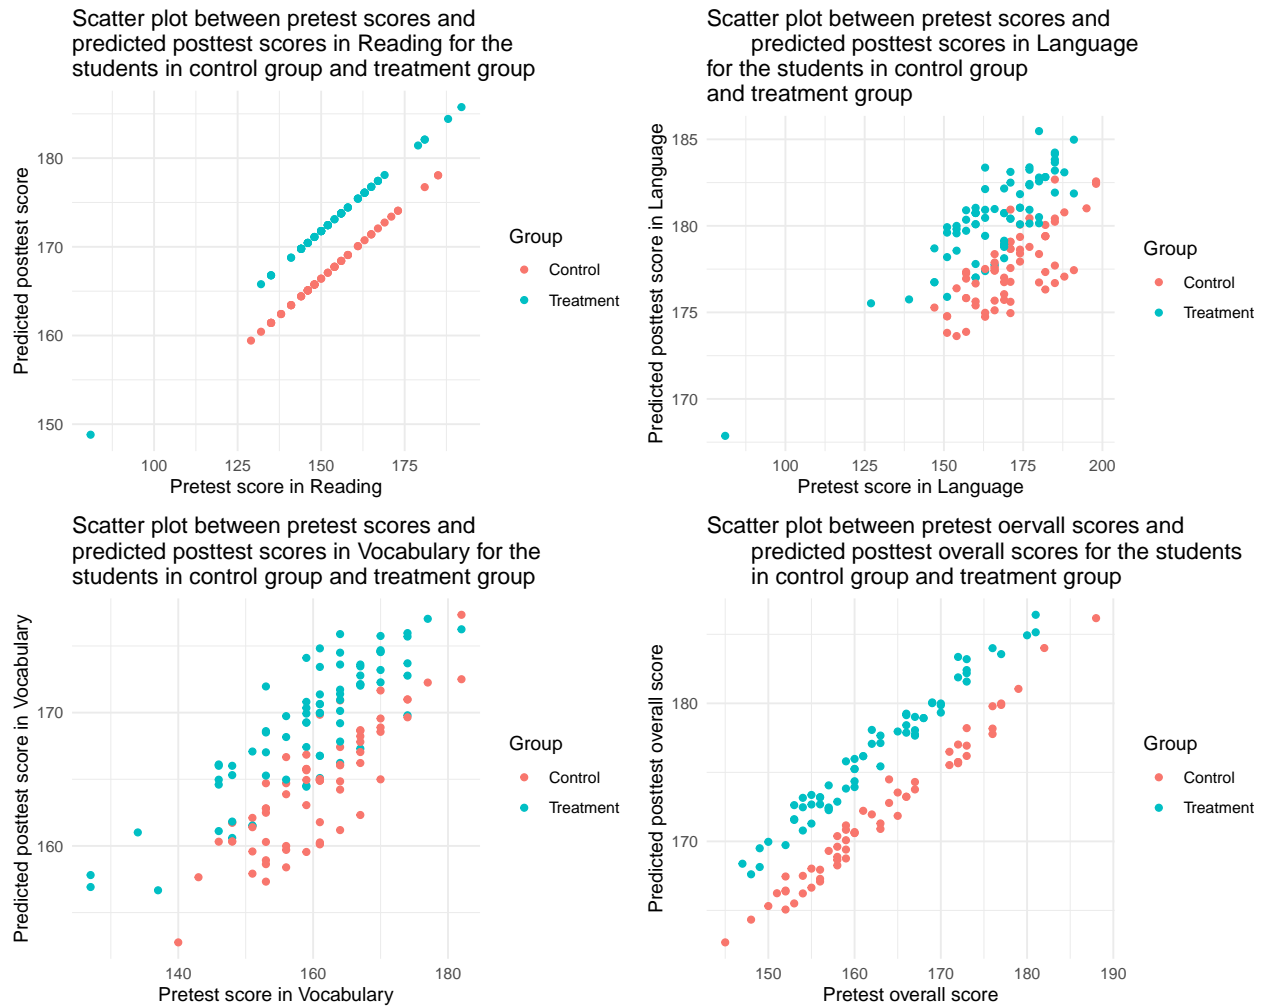 Scatter plot between pretest scores and
predicted posttest scores in Reading for the
students in control group and treatment group
Predicted posttest score
180
170
160
150
100
125
150
175
Pretest score in Reading
Group
Control
Treatment
Scatter plot between pretest scores and
predicted posttest scores in Language
for the students in control group
and treatment group
Predicted posttest score in Language
185
180
175
170
100
150
175
200
Pretest score in Language
Group
Control
Treatment
Scatter plot between pretest scores and
predicted posttest scores in Vocabulary for the
students in control group and treatment group
Predicted posttest score in Vocabulary
170
160
140
160
180
Pretest score in Vocabulary
Group
Control
Treatment
Scatter plot between pretest oervall scores and
predicted posttest overall scores for the students
in control group and treatment group
Predicted posttest overall score
180
170
150
160
170
180
190
Pretest overall score
Group
Control
Treatment